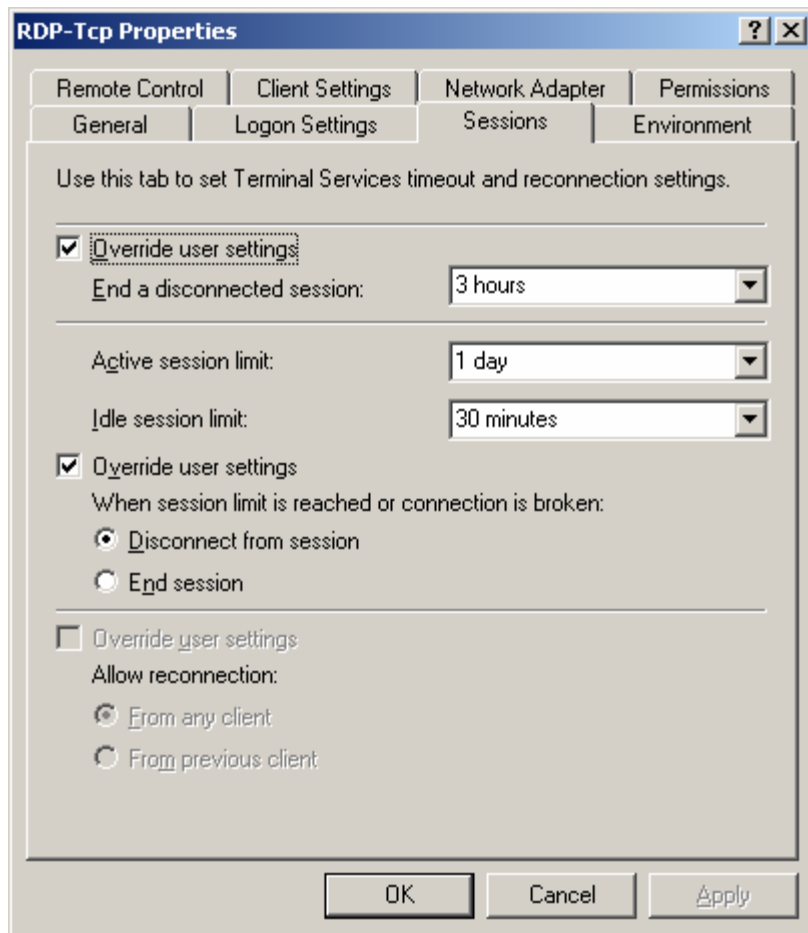 RDP-Tcp Properties
Remote Control Client Settings Network Adapter Permissions
General Logon Settings Sessions Environment
Use this tab to set Terminal Services timeout and reconnection settings.
Override user settings
End a disconnected session: 3 hours
Active session limit: 1 day
Idle session limit: 30 minutes
Override user settings
When session limit is reached or connection is broken:
Disconnect from session
End session
Override user settings
Allow reconnection:
From any client
From previous client
OK Cancel Apply